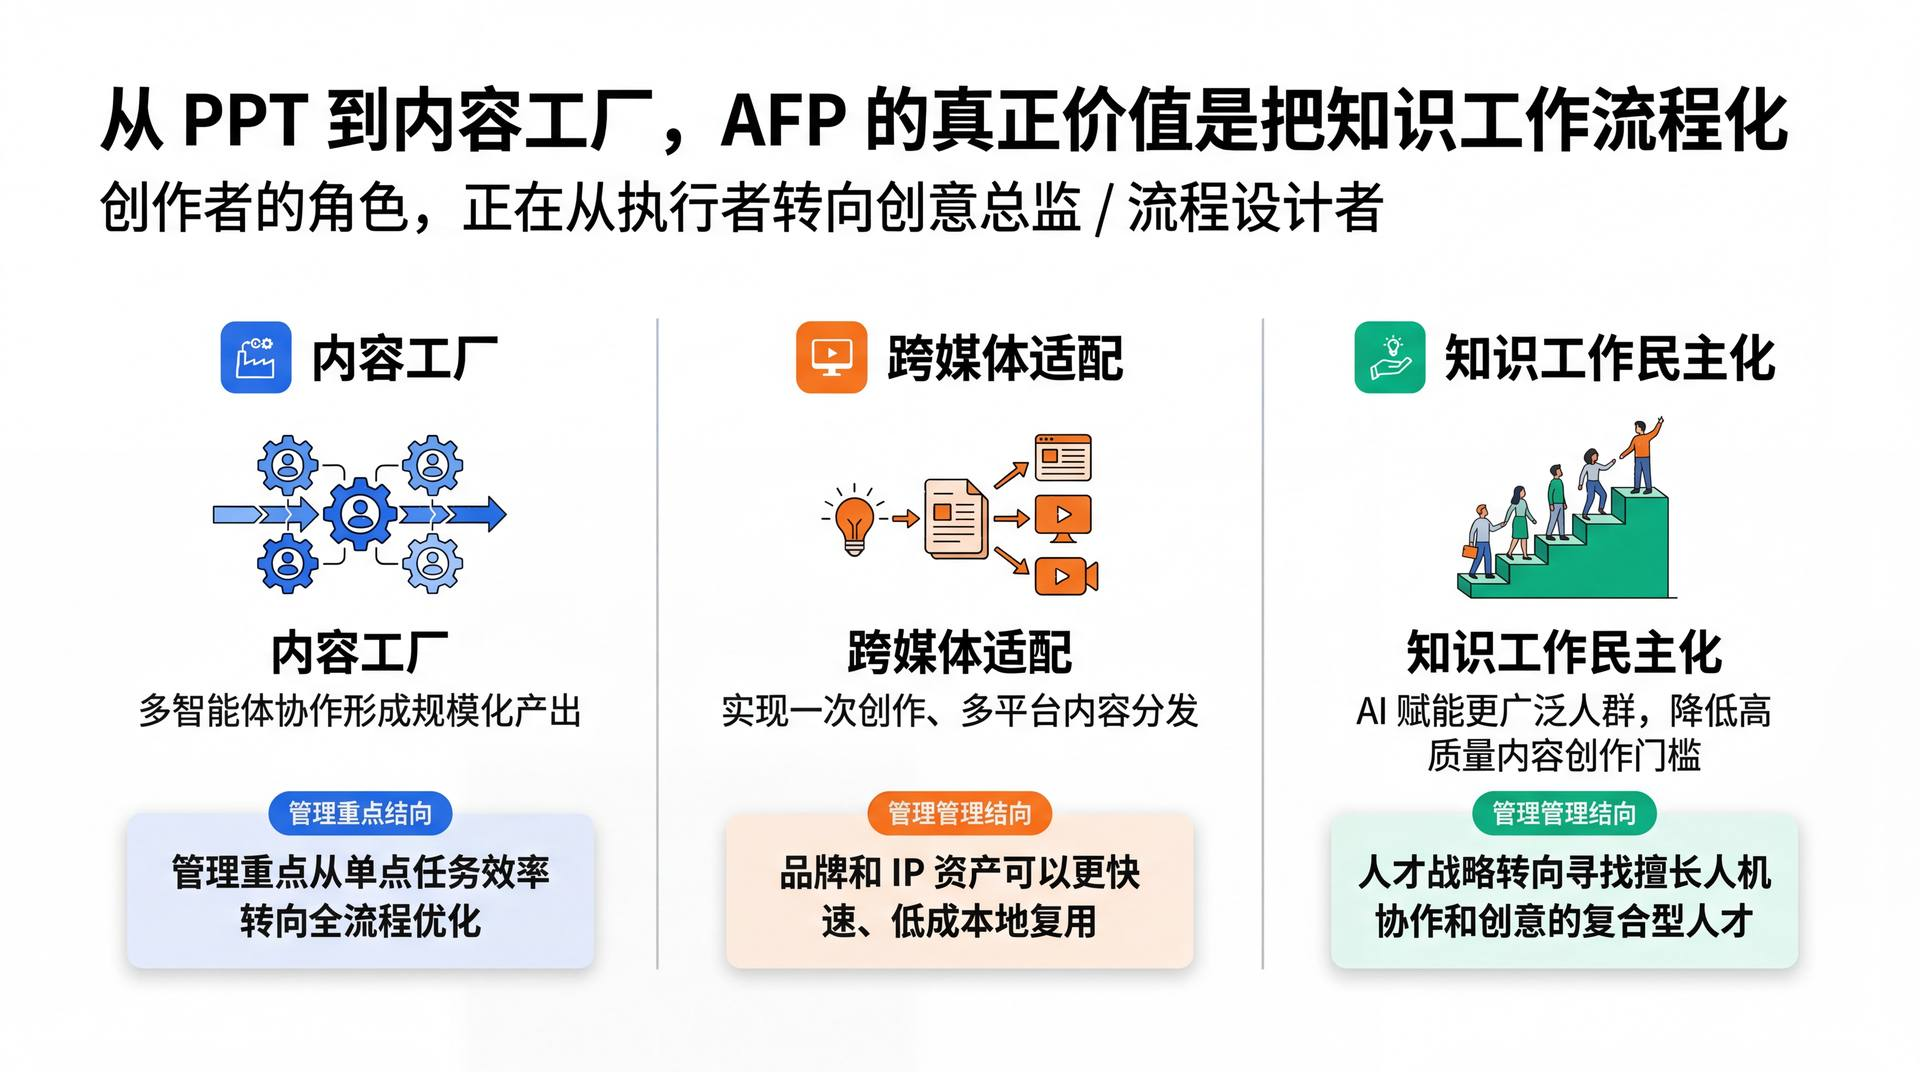 从 PPT 到内容工厂，AFP 的真正价值是把知识工作流程化
创作者的角色，正在从执行者转向创意总监 / 流程设计者
内容工厂
内容工厂
多智能体协作形成规模化产出
管理重点结向
管理重点从单点任务效率
转向全流程优化
跨媒体适配
跨媒体适配
实现一次创作、多平台内容分发
管理管理结向
品牌和 IP 资产可以更快
速、低成本地复用
知识工作民主化
知识工作民主化
AI 赋能更广泛人群，降低高
质量内容创作门槛
管理管理结向
人才战略转向寻找擅长人机
协作和创意的复合型人才